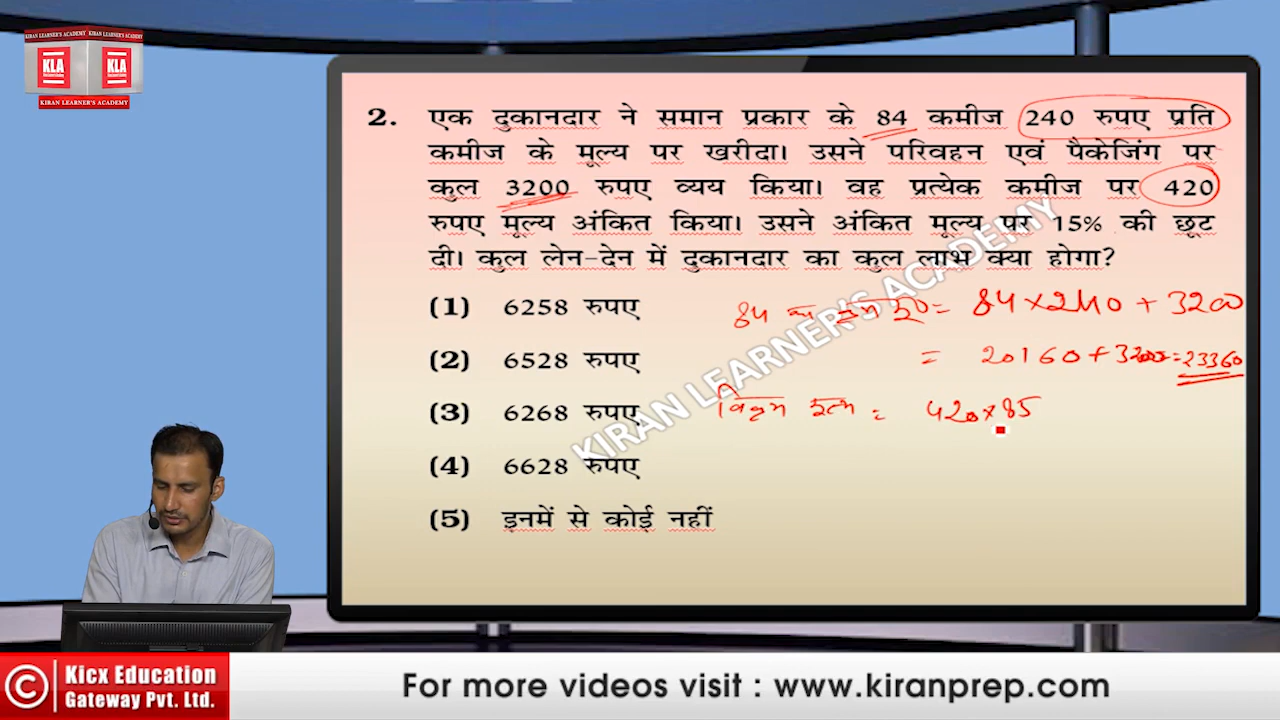 KIRAN LEARNER'S ACADEMY KIRAN LEARNER'S ACADEMY
KLA KLA
KIRAN LEARNER'S ACADEMY
2. एक दुकानदार ने समान प्रकार के 84 कमीज 240 रुपए प्रति
कमीज के मूल्य पर खरीदा। उसने परिवहन एवं पैकेजिंग पर
कुल 3200 रुपए व्यय किया। वह प्रत्येक कमीज पर 420
रुपए मूल्य अंकित किया। उसने अंकित मूल्य पर 15% की छूट
दी। कुल लेन-देन में दुकानदार का कुल लाभ क्या होगा?
(1) 6258 रुपए
84 = 84 × 240 + 3200
(2) 6528 रुपए
= 20160 + 3200 = 23360
(3) 6268 रुपए
विक्रय मूल्य = 420 × 85
(4) 6628 रुपए
(5) इनमें से कोई नहीं
KIRAN LEARNER'S ACADEMY
© Kicx Education
Gateway Pvt. Ltd.
For more videos visit : www.kiranprep.com